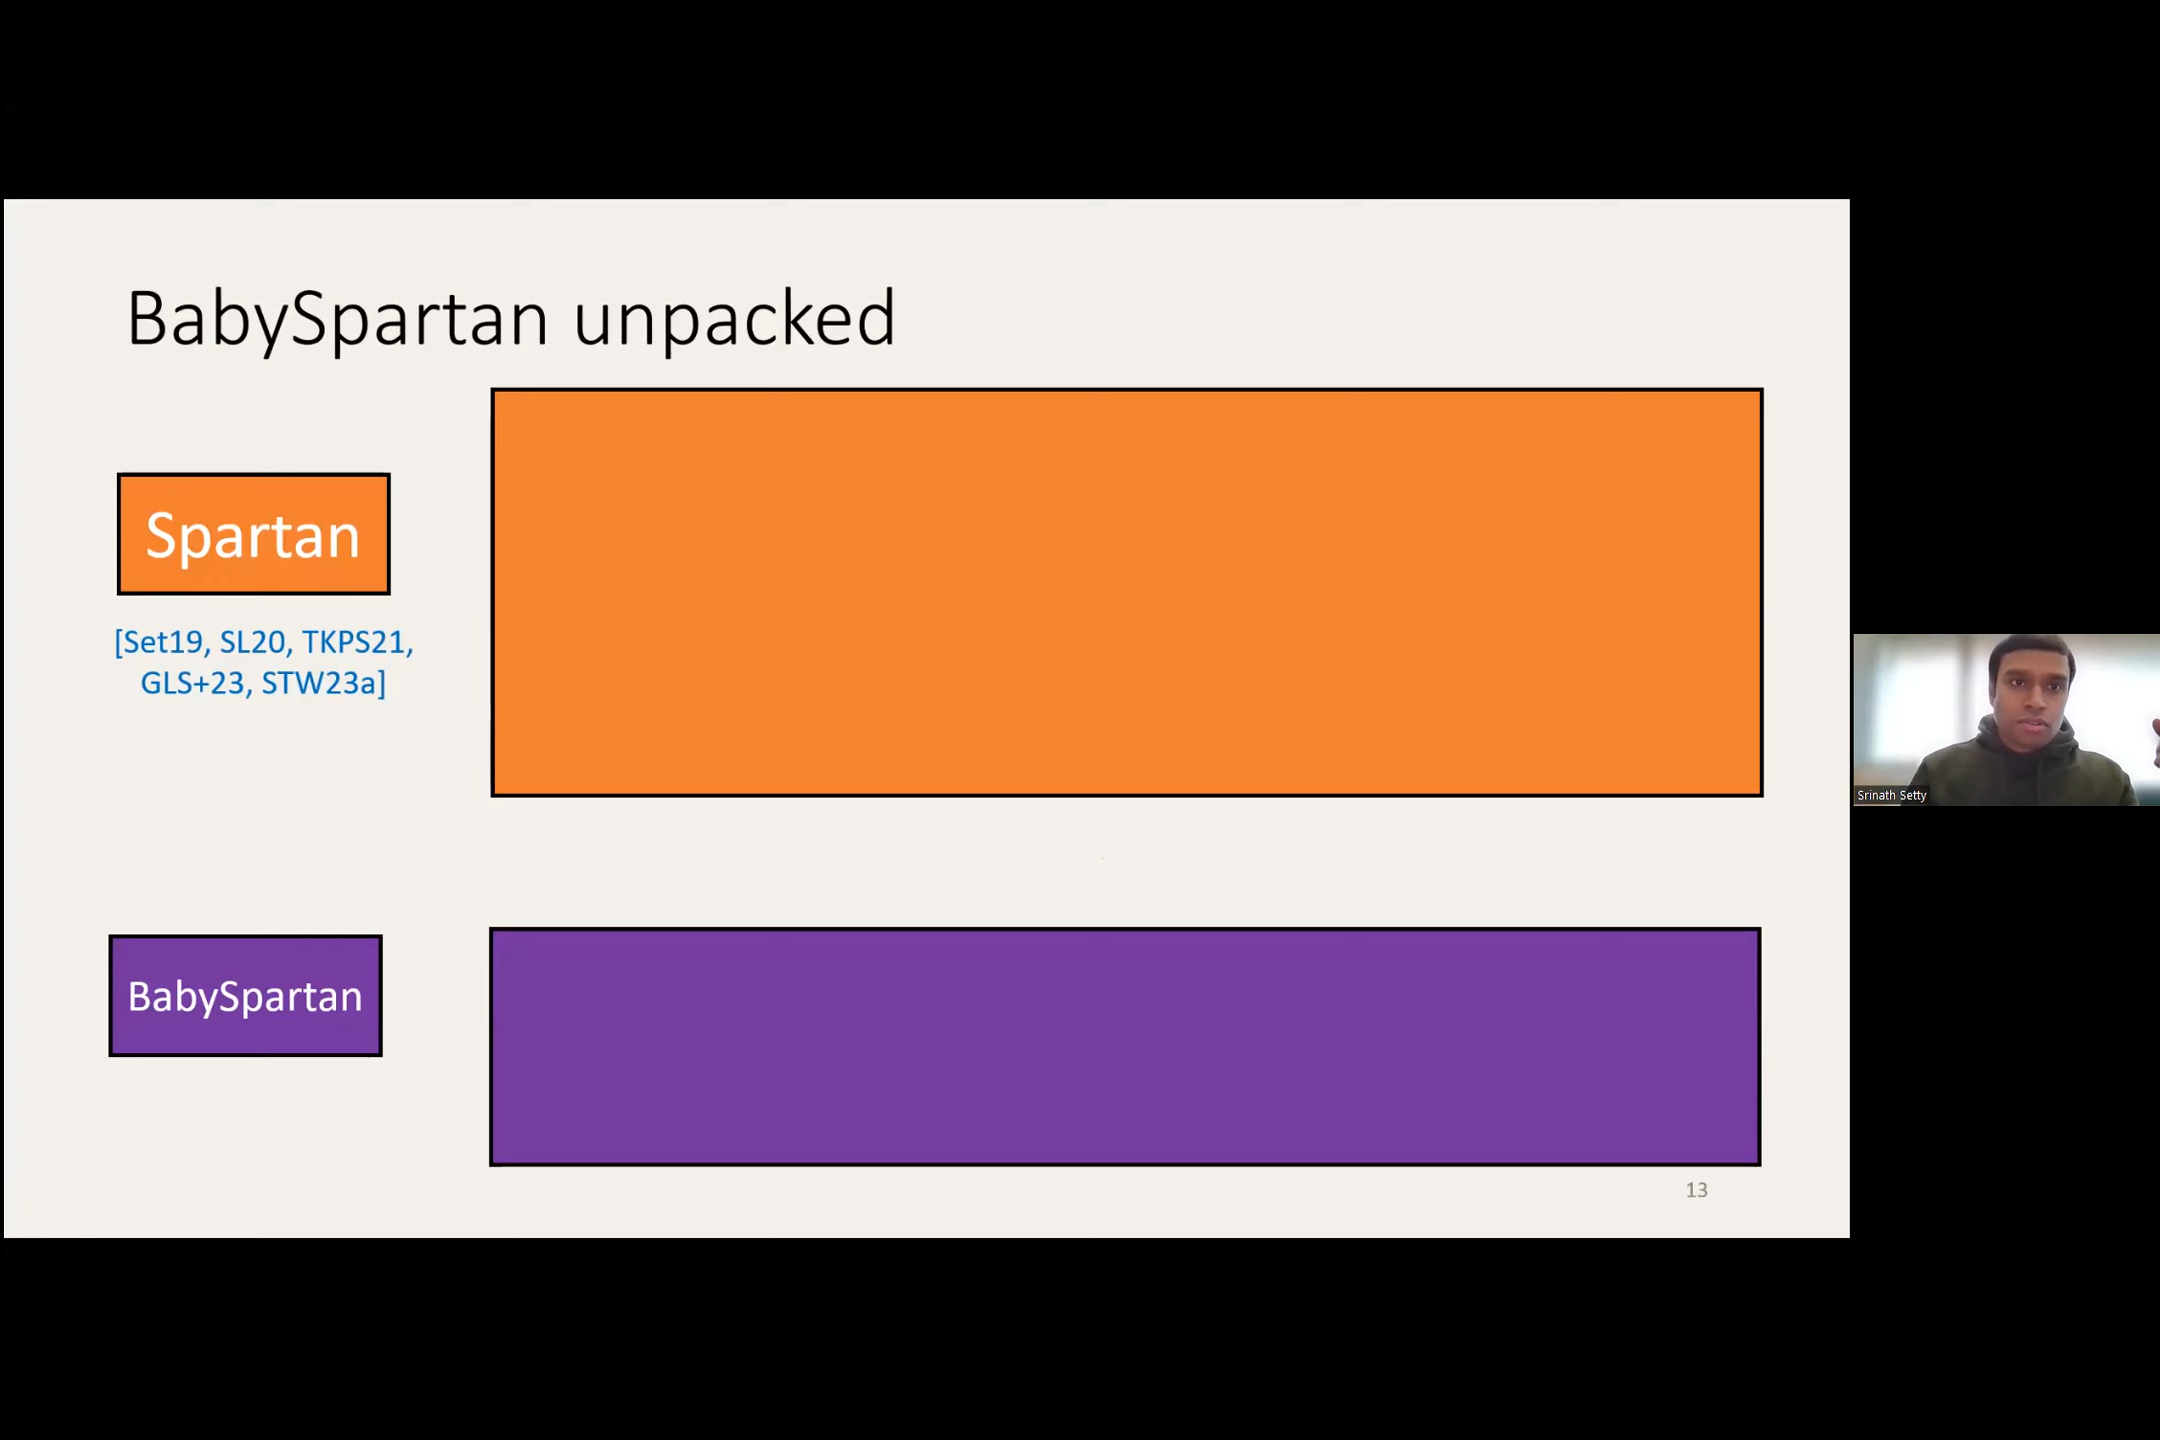 BabySpartan unpacked
Spartan
[Set19, SL20, TKPS21,
GLS+23, STW23a]
Srinath Setty
BabySpartan
13